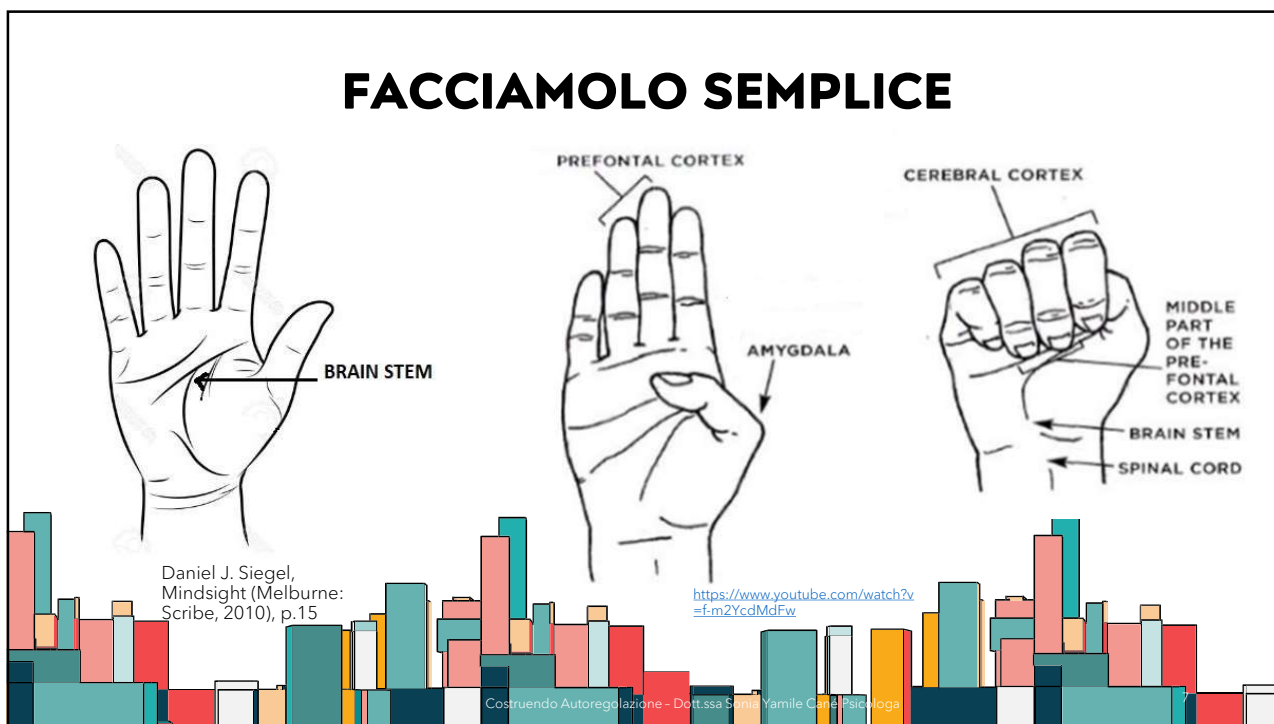 FACCIAMOLO SEMPLICE
BRAIN STEM
PREFONTAL CORTEX
AMYGDALA
CEREBRAL CORTEX
MIDDLE
PART
OF THE
PRE-
FONTAL
CORTEX
BRAIN STEM
SPINAL CORD
Daniel J. Siegel,
Mindsight (Melburne:
Scribe, 2010), p.15
https://www.youtube.com/watch?v
=f-m2YcdMdFw
Costruendo Autoregolazione – Dott.ssa Sonia Yamile Cane Psicologa
7